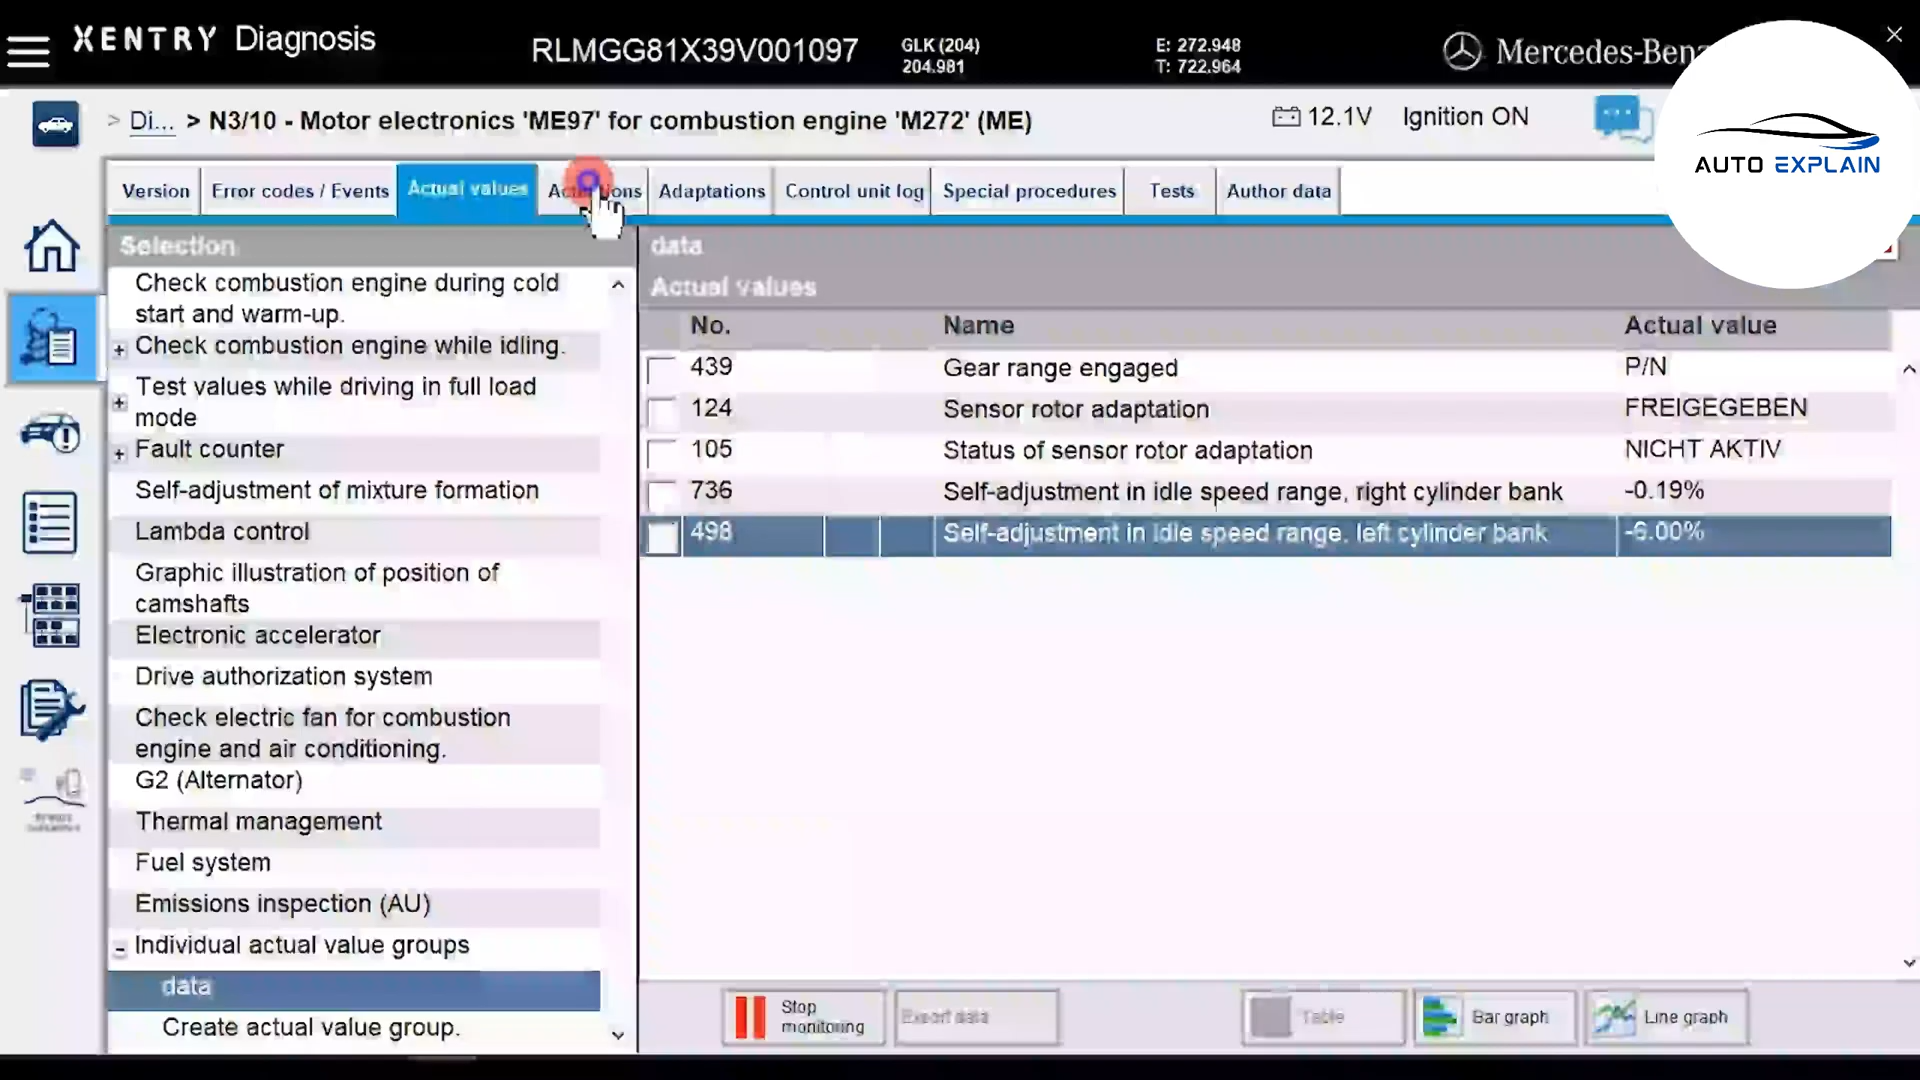 XENTRY Diagnosis
RLMGG81X39V001097
GLK (204)
204.981
E: 272.948
T: 722.964
Mercedes-Benz
AUTO EXPLAIN
> Di... > N3/10 - Motor electronics 'ME97' for combustion engine 'M272' (ME)
12.1V
Ignition ON
Version
Error codes / Events
Actual values
Adaptations
Control unit log
Special procedures
Tests
Author data
Selection
Check combustion engine during cold
start and warm-up.
Check combustion engine while idling.
Test values while driving in full load
mode
Fault counter
Self-adjustment of mixture formation
Lambda control
Graphic illustration of position of
camshafts
Electronic accelerator
Drive authorization system
Check electric fan for combustion
engine and air conditioning.
G2 (Alternator)
Thermal management
Fuel system
Emissions inspection (AU)
Individual actual value groups
data
Create actual value group.
data
Actual values
No. Name Actual value
439 Gear range engaged P/N
124 Sensor rotor adaptation FREIGEGEBEN
105 Status of sensor rotor adaptation NICHT AKTIV
736 Self-adjustment in idle speed range, right cylinder bank -0.19%
498 Self-adjustment in idle speed range, left cylinder bank -6.00%
Stop
monitoring
Export data
Table
Bar graph
Line graph